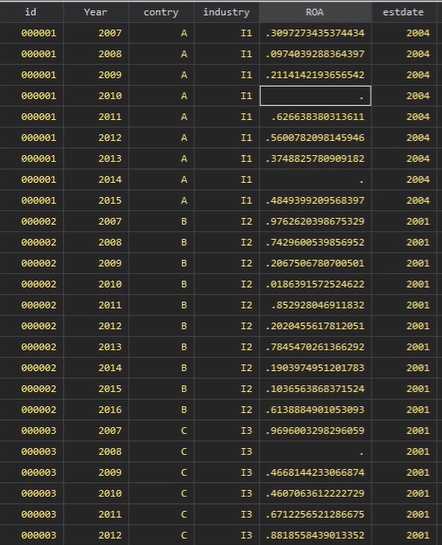 id Year contry industry ROA estdate
000001 2007 A I1 .3097273435374434 2004
000001 2008 A I1 .0974039288364397 2004
000001 2009 A I1 .2114142193656542 2004
000001 2010 A I1 . 2004
000001 2011 A I1 .626638380313611 2004
000001 2012 A I1 .5600782098145946 2004
000001 2013 A I1 .3748825780909182 2004
000001 2014 A I1 . 2004
000001 2015 A I1 .4849399209568397 2004
000002 2007 B I2 .9762620398675329 2001
000002 2008 B I2 .7429600539856952 2001
000002 2009 B I2 .2067506780700501 2001
000002 2010 B I2 .0186391572524622 2001
000002 2011 B I2 .852928046911832 2001
000002 2012 B I2 .2020455617812051 2001
000002 2013 B I2 .7845470261366292 2001
000002 2014 B I2 .1903974951201783 2001
000002 2015 B I2 .1036563868371524 2001
000002 2016 B I2 .6138884901053093 2001
000003 2007 C I3 .9696003298296059 2001
000003 2008 C I3 . 2001
000003 2009 C I3 .4668144233066874 2001
000003 2010 C I3 .4607063612222729 2001
000003 2011 C I3 .6712256521286675 2001
000003 2012 C I3 .8818558439013352 2001